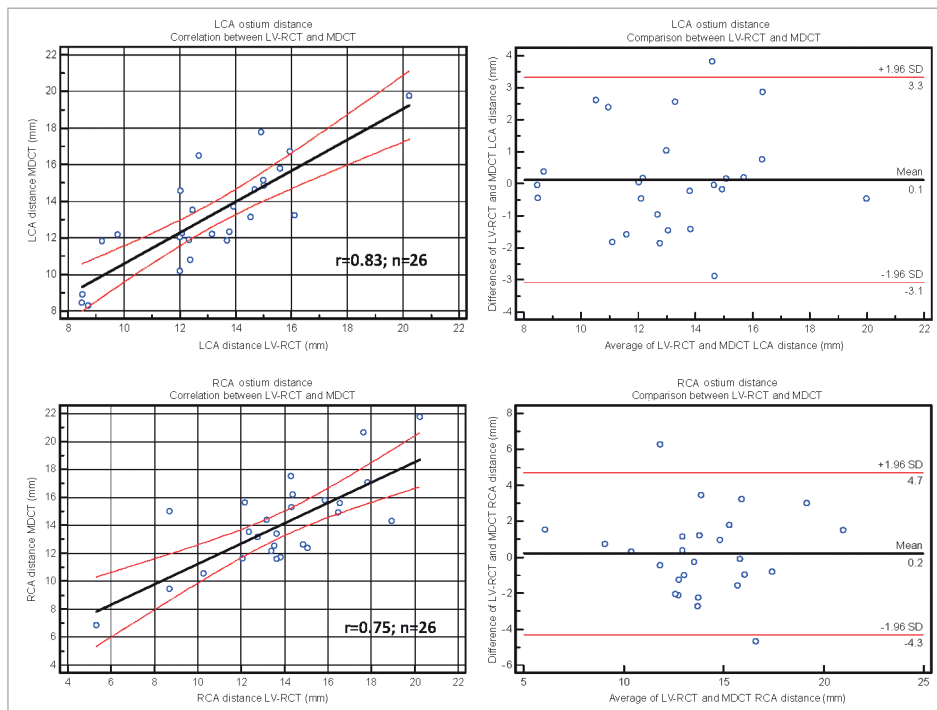 LCA ostium distance
Correlation between LV-RCT and MDCT
LCA distance MDCT (mm)
22
20
18
16
14
12
10
8
r=0.83; n=26
8 10 12 14 16 18 20 22
LCA distance LV-RCT (mm)
LCA ostium distance
Comparison between LV-RCT and MDCT
Differences of LV-RCT and MDCT LCA distance (mm)
4
3
2
1
0
-1
-2
-3
-4
+1.96 SD
3.3
Mean
0.1
-1.96 SD
-3.1
8 10 12 14 16 18 20 22
Average of LV-RCT and MDCT LCA distance (mm)
RCA ostium distance
Correlation between LV-RCT and MDCT
RCA distance MDCT (mm)
22
20
18
16
14
12
10
8
6
4
r=0.75; n=26
4 6 8 10 12 14 16 18 20 22
RCA distance LV-RCT (mm)
RCA ostium distance
Comparison between LV-RCT and MDCT
Difference of LV-RCT and MDCT RCA distance (mm)
8
6
4
2
0
-2
-4
-6
+1.96 SD
4.7
Mean
0.2
-1.96 SD
-4.3
5 10 15 20 25
Average of LV-RCT and MDCT RCA distance (mm)